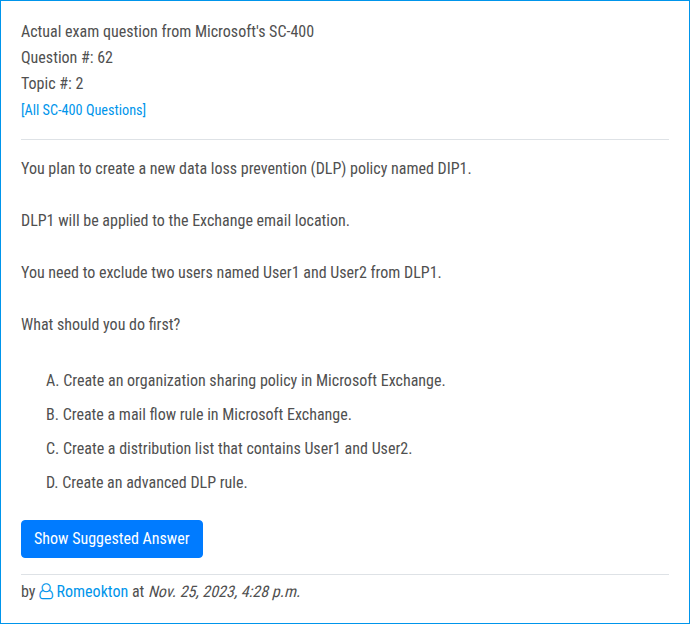 Actual exam question from Microsoft's SC-400
Question #: 62
Topic #: 2
[All SC-400 Questions]
You plan to create a new data loss prevention (DLP) policy named DIP1.
DLP1 will be applied to the Exchange email location.
You need to exclude two users named User1 and User2 from DLP1.
What should you do first?
A. Create an organization sharing policy in Microsoft Exchange.
B. Create a mail flow rule in Microsoft Exchange.
C. Create a distribution list that contains User1 and User2.
D. Create an advanced DLP rule.
Show Suggested Answer
by Romeokton at Nov. 25, 2023, 4:28 p.m.